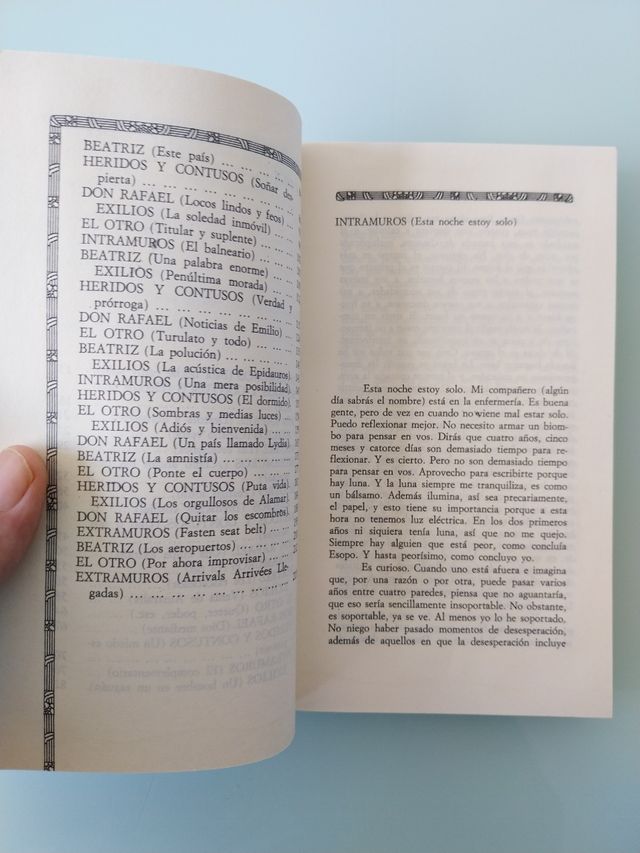 BEATRIZ (Este país) ... ... ... ... ... ...
HERIDOS Y CONTUSOS (Soñar des-
pierta) ... ... ... ... ... ... ...
DON RAFAEL (Locos lindos y feos) ...
EXILIOS (La soledad inmóvil) ... ...
EL OTRO (Titular y suplente) ... ...
INTRAMUROS (El balneario) ... ...
BEATRIZ (Una palabra enorme) ...
EXILIOS (Penúltima morada) ... ...
HERIDOS Y CONTUSOS (Verdad y
prórroga) ... ... ... ... ... ...
DON RAFAEL (Noticias de Emilio) ...
EL OTRO (Turulato y todo) ... ...
BEATRIZ (La polución) ... ... ... ...
EXILIOS (La acústica de Epidauros).
INTRAMUROS (Una mera posibilidad).
HERIDOS Y CONTUSOS (El dormido).
EL OTRO (Sombras y medias luces) ...
EXILIOS (Adiós y bienvenida) ... ...
DON RAFAEL (Un país llamado Lydia).
BEATRIZ (La amnistía) ... ... ... ...
EL OTRO (Ponte el cuerpo) ... ...
HERIDOS Y CONTUSOS (Puta vida).
EXILIOS (Los orgullosos de Alamar).
DON RAFAEL (Quitar los escombros).
EXTRAMUROS (Fasten seat belt) ...
BEATRIZ (Los aeropuertos) ... ... ...
EL OTRO (Por ahora improvisar) ... ...
EXTRAMUROS (Arrivals Arrivées Lle-
gadas) ... ... ... ... ... ... ... ...
INTRAMUROS (Esta noche estoy solo)
Esta noche estoy solo. Mi compañero (algún
día sabrás el nombre) está en la enfermería. Es buena
gente, pero de vez en cuando no viene mal estar solo.
Puedo reflexionar mejor. No necesito armar un biom-
bo para pensar en vos. Dirás que cuatro años, cinco
meses y catorce días son demasiado tiempo para re-
flexionar. Y es cierto. Pero no son demasiado tiempo
para pensar en vos. Aprovecho para escribirte porque
hay luna. Y la luna siempre me tranquiliza, es como
un bálsamo. Además ilumina, así sea precariamente,
el papel, y esto tiene su importancia porque a esta
hora no tenemos luz eléctrica. En los dos primeros
años ni siquiera tenía luna, así que no me quejo.
Siempre hay alguien que está peor, como concluía
Esopo. Y hasta peorísimo, como concluyo yo.
Es curioso. Cuando uno está afuera e imagina
que, por una razón o por otra, puede pasar varios
años entre cuatro paredes, piensa que no aguantaría,
que eso sería sencillamente insoportable. No obstante,
es soportable, ya se ve. Al menos yo lo he soportado.
No niego haber pasado momentos de desesperación,
además de aquellos en que la desesperación incluye